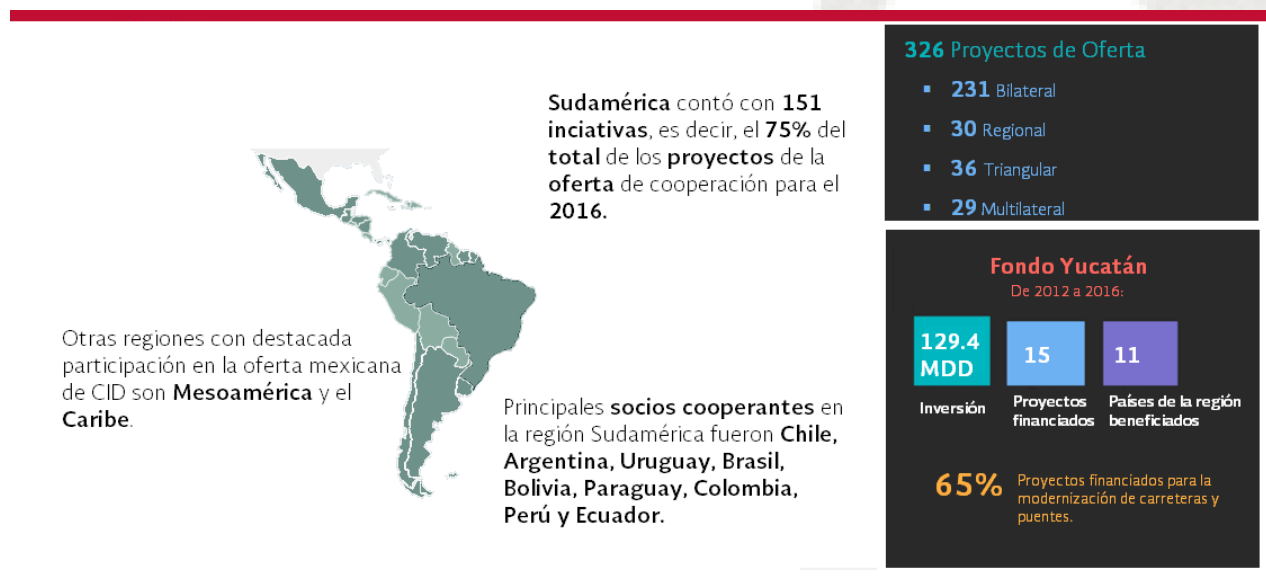 Sudamérica contó con 151
inciativas, es decir, el 75% del
total de los proyectos de la
oferta de cooperación para el
2016.
Otras regiones con destacada
participación en la oferta mexicana
de CID son Mesoamérica y el
Caribe.
Principales socios cooperantes en
la región Sudamérica fueron Chile,
Argentina, Uruguay, Brasil,
Bolivia, Paraguay, Colombia,
Perú y Ecuador.
326 Proyectos de Oferta
▪ 231 Bilateral
▪ 30 Regional
▪ 36 Triangular
▪ 29 Multilateral
Fondo Yucatán
De 2012 a 2016:
129.4
MDD
Inversión
15
Proyectos
financiados
11
Países de la región
beneficiados
65%
Proyectos financiados para la
modernización de carreteras y
puentes.